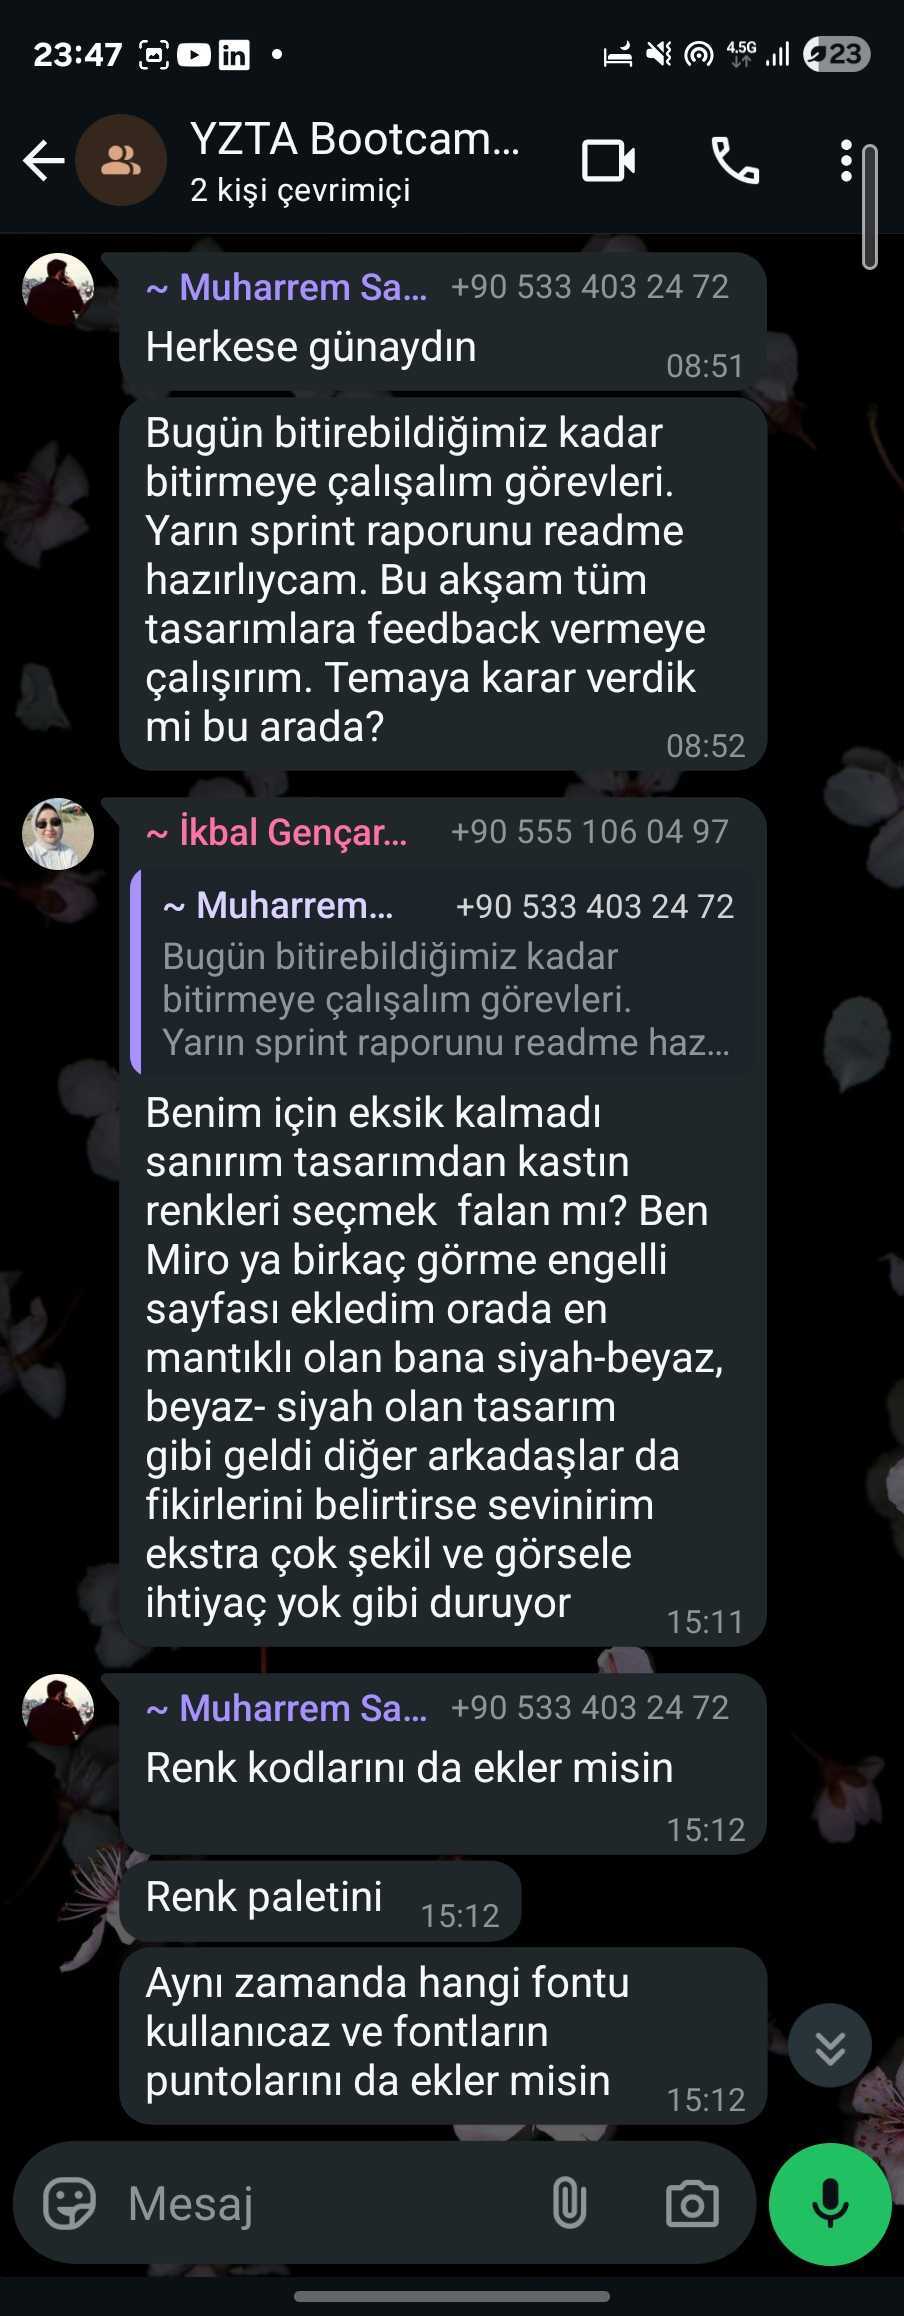 23:47
in
4.5G
23
YZTA Bootcam...
2 kişi çevrimiçi
~ Muharrem Sa... +90 533 403 24 72
Herkese günaydın
08:51
Bugün bitirebildiğimiz kadar
bitirmeye çalışalım görevleri.
Yarın sprint raporunu readme
hazırlıycam. Bu akşam tüm
tasarımlara feedback vermeye
çalışırım. Temaya karar verdik
mi bu arada?
08:52
~ İkbal Gençar... +90 555 106 04 97
~ Muharrem... +90 533 403 24 72
Bugün bitirebildiğimiz kadar
bitirmeye çalışalım görevleri.
Yarın sprint raporunu readme haz...
Benim için eksik kalmadı
sanırım tasarımdan kastın
renkleri seçmek  falan mı? Ben
Miro ya birkaç görme engelli
sayfası ekledim orada en
mantıklı olan bana siyah-beyaz,
beyaz- siyah olan tasarım
gibi geldi diğer arkadaşlar da
fikirlerini belirtirse sevinirim
ekstra çok şekil ve görsele
ihtiyaç yok gibi duruyor
15:11
~ Muharrem Sa... +90 533 403 24 72
Renk kodlarını da ekler misin
15:12
Renk paletini
15:12
Aynı zamanda hangi fontu
kullanıcaz ve fontların
puntolarını da ekler misin
15:12
Mesaj